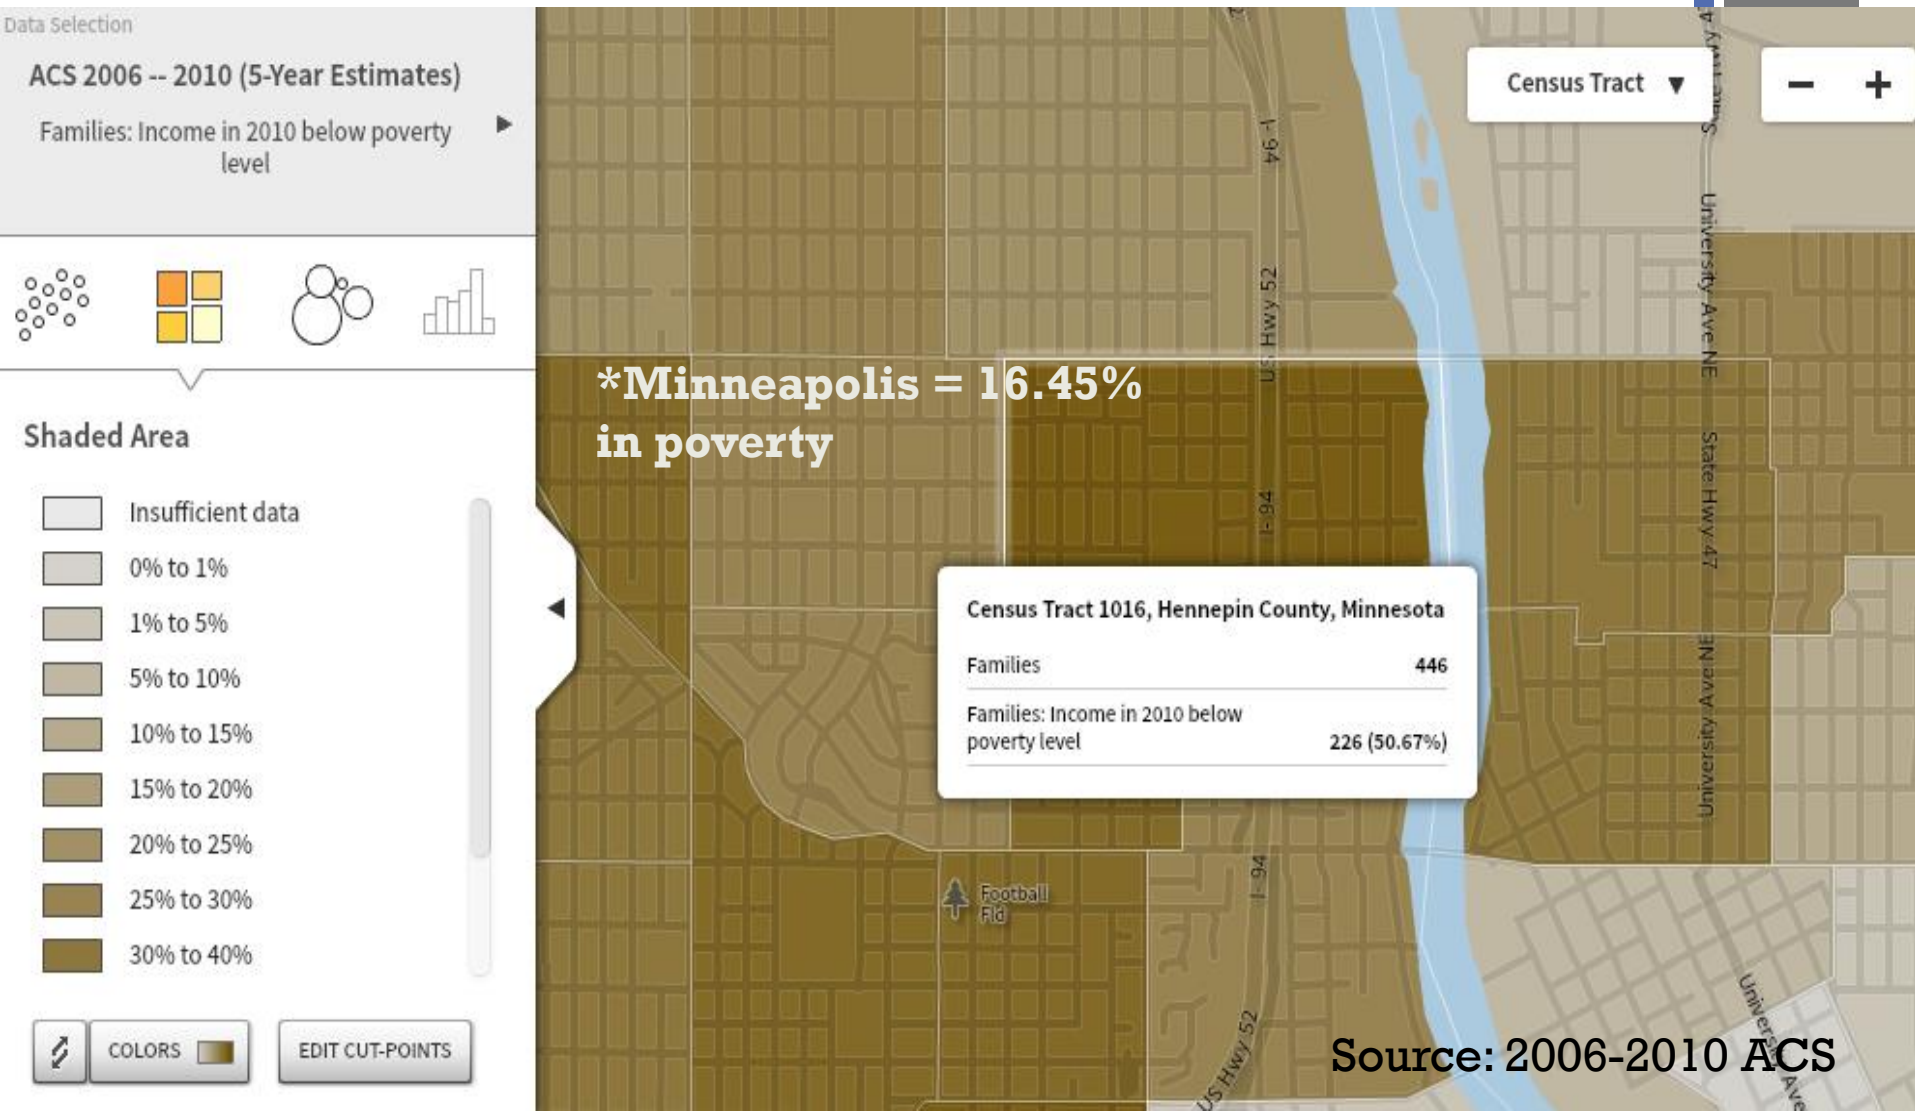 Data Selection
ACS 2006 -- 2010 (5-Year Estimates)
Families: Income in 2010 below poverty
level
Shaded Area
Insufficient data
0% to 1%
1% to 5%
5% to 10%
10% to 15%
15% to 20%
20% to 25%
25% to 30%
30% to 40%
COLORS
EDIT CUT-POINTS
Census Tract ▼
− +
*Minneapolis = 16.45%
in poverty
I- 94
US Hwy 52
I- 94
University Ave NE
State Hwy 47
Census Tract 1016, Hennepin County, Minnesota
Families 446
Families: Income in 2010 below
poverty level 226 (50.67%)
University Ave NE
Football
Fld
I- 94
US Hwy 52
University Ave
Source: 2006-2010 ACS